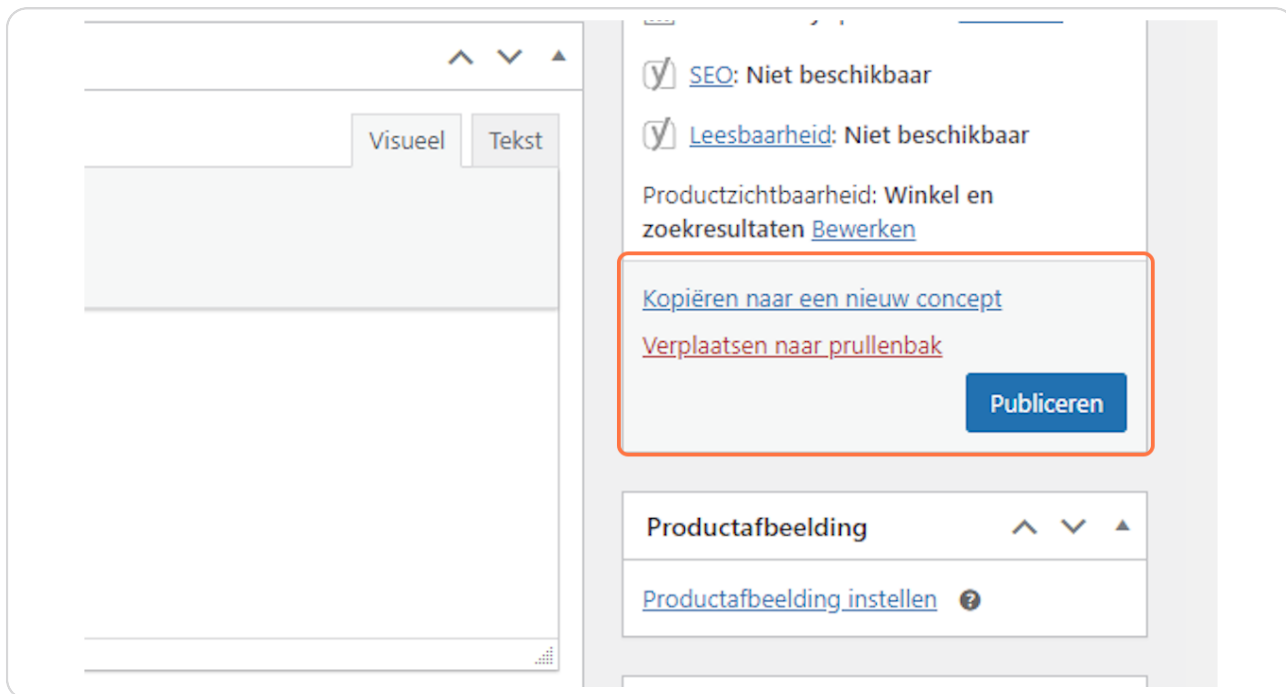 Visueel
Tekst
SEO: Niet beschikbaar
Leesbaarheid: Niet beschikbaar
Productzichtbaarheid: Winkel en
zoekresultaten Bewerken
Kopiëren naar een nieuw concept
Verplaatsen naar prullenbak
Publiceren
Productafbeelding
Productafbeelding instellen